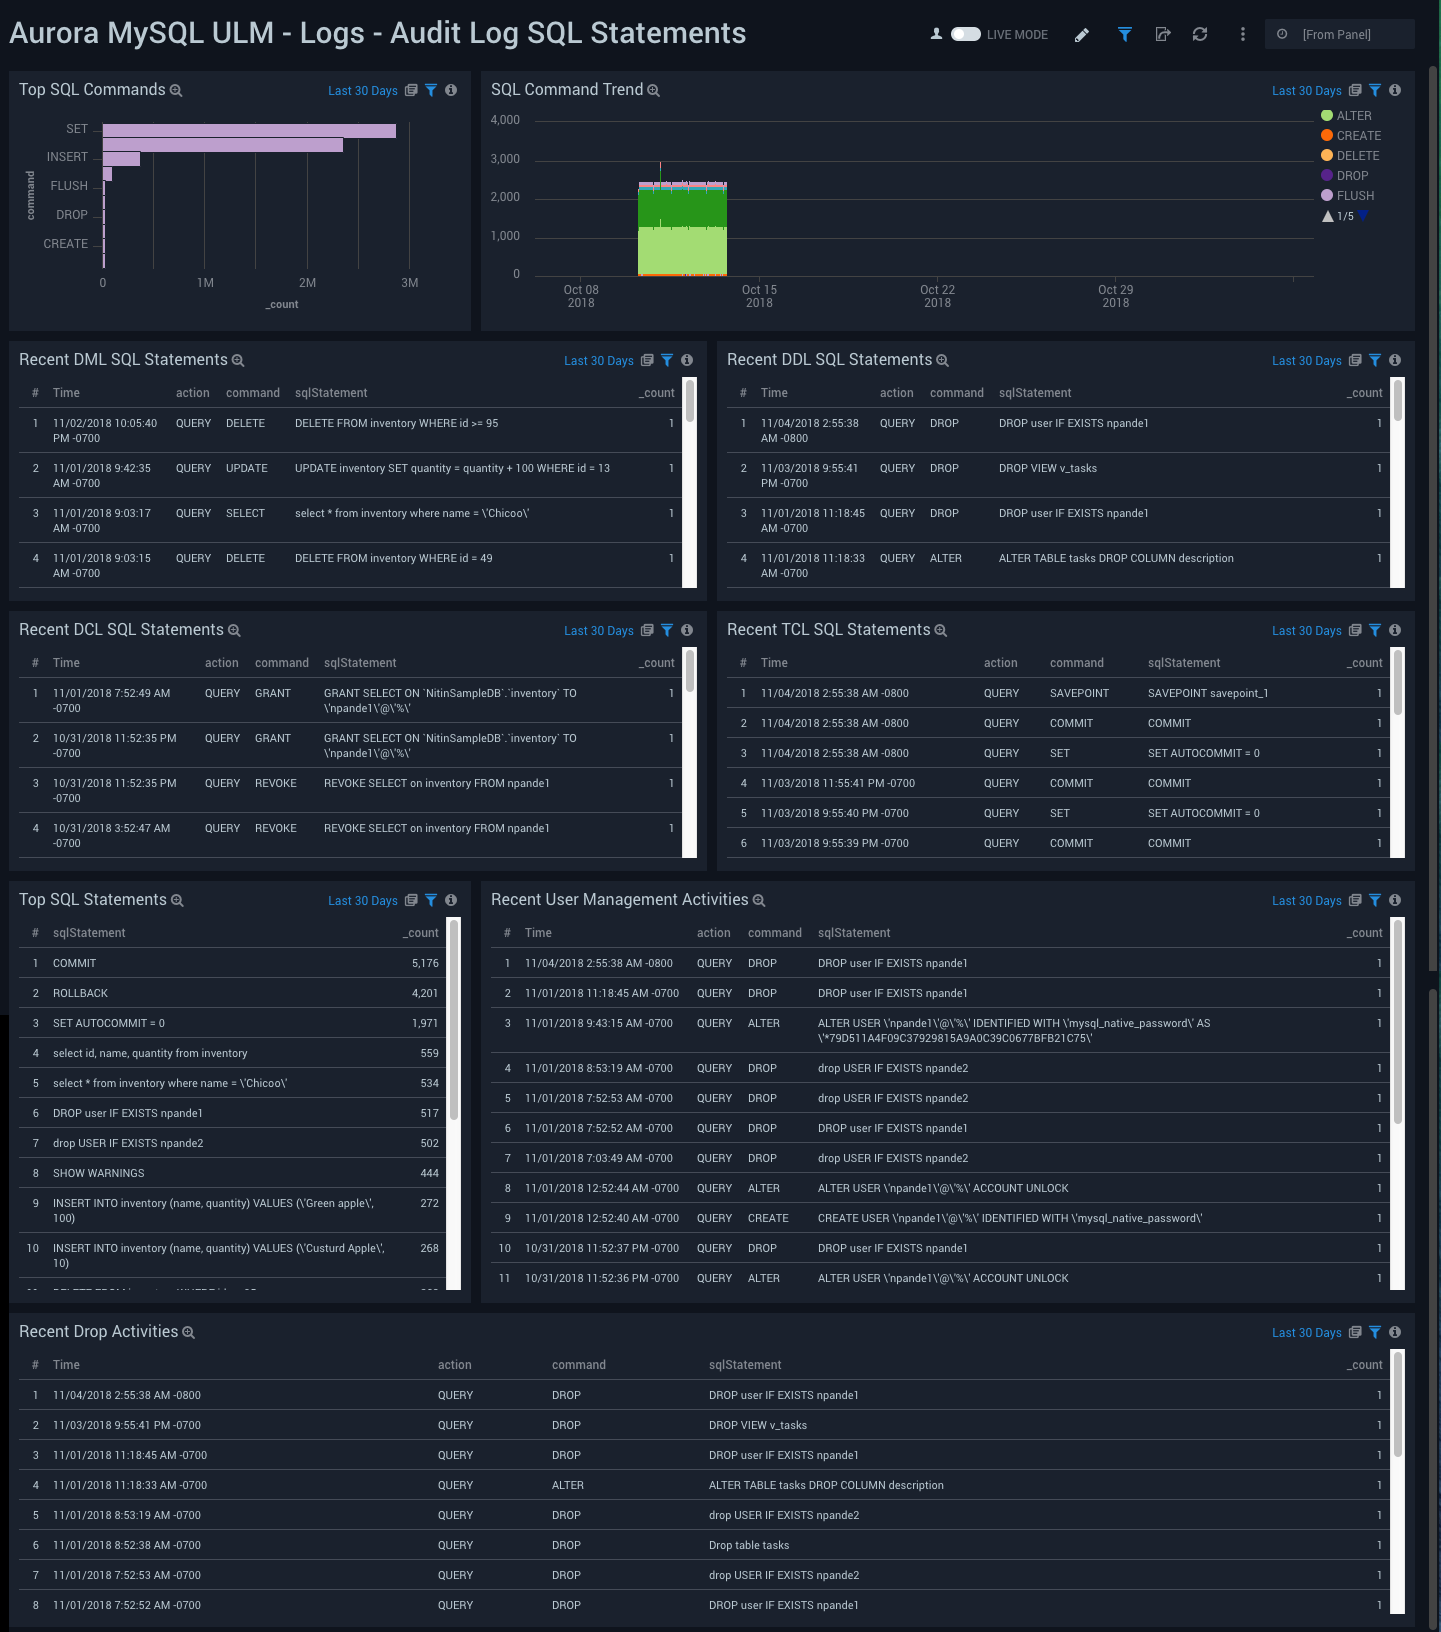 Aurora MySQL ULM - Logs - Audit Log SQL Statements
LIVE MODE
[From Panel]
Top SQL Commands
Last 30 Days
SET
INSERT
FLUSH
DROP
CREATE
command
0 1M 2M 3M
_count
SQL Command Trend
Last 30 Days
4,000
3,000
2,000
1,000
0
Oct 08 2018
Oct 15 2018
Oct 22 2018
Oct 29 2018
ALTER
CREATE
DELETE
DROP
FLUSH
1/5
Recent DML SQL Statements
Last 30 Days
# Time action command sqlStatement _count
1 11/02/2018 10:05:40 PM -0700 QUERY DELETE DELETE FROM inventory WHERE id >= 95 1
2 11/01/2018 9:42:35 AM -0700 QUERY UPDATE UPDATE inventory SET quantity = quantity + 100 WHERE id = 13 1
3 11/01/2018 9:03:17 AM -0700 QUERY SELECT select * from inventory where name = \'Chicoo\' 1
4 11/01/2018 9:03:15 AM -0700 QUERY DELETE DELETE FROM inventory WHERE id = 49 1
Recent DDL SQL Statements
Last 30 Days
# Time action command sqlStatement _count
1 11/04/2018 2:55:38 AM -0800 QUERY DROP DROP user IF EXISTS npande1 1
2 11/03/2018 9:55:41 PM -0700 QUERY DROP DROP VIEW v_tasks 1
3 11/01/2018 11:18:45 AM -0700 QUERY DROP DROP user IF EXISTS npande1 1
4 11/01/2018 11:18:33 AM -0700 QUERY ALTER ALTER TABLE tasks DROP COLUMN description 1
Recent DCL SQL Statements
Last 30 Days
# Time action command sqlStatement _count
1 11/01/2018 7:52:49 AM -0700 QUERY GRANT GRANT SELECT ON `NitinSampleDB`.`inventory` TO \'npande1\'@\'%\' 1
2 10/31/2018 11:52:35 PM -0700 QUERY GRANT GRANT SELECT ON `NitinSampleDB`.`inventory` TO \'npande1\'@\'%\' 1
3 10/31/2018 11:52:35 PM -0700 QUERY REVOKE REVOKE SELECT on inventory FROM npande1 1
4 10/31/2018 3:52:47 AM -0700 QUERY REVOKE REVOKE SELECT on inventory FROM npande1 1
Recent TCL SQL Statements
Last 30 Days
# Time action command sqlStatement _count
1 11/04/2018 2:55:38 AM -0800 QUERY SAVEPOINT SAVEPOINT savepoint_1 1
2 11/04/2018 2:55:38 AM -0800 QUERY COMMIT COMMIT 1
3 11/04/2018 2:55:38 AM -0800 QUERY SET SET AUTOCOMMIT = 0 1
4 11/03/2018 11:55:41 PM -0700 QUERY COMMIT COMMIT 1
5 11/03/2018 9:55:40 PM -0700 QUERY SET SET AUTOCOMMIT = 0 1
6 11/03/2018 9:55:39 PM -0700 QUERY COMMIT COMMIT 1
Top SQL Statements
Last 30 Days
# sqlStatement _count
1 COMMIT 5,176
2 ROLLBACK 4,201
3 SET AUTOCOMMIT = 0 1,971
4 select id, name, quantity from inventory 559
5 select * from inventory where name = \'Chicoo\' 534
6 DROP user IF EXISTS npande1 517
7 drop USER IF EXISTS npande2 502
8 SHOW WARNINGS 444
9 INSERT INTO inventory (name, quantity) VALUES (\'Green apple\', 100) 272
10 INSERT INTO inventory (name, quantity) VALUES (\'Custurd Apple\', 10) 268
Recent User Management Activities
Last 30 Days
# Time action command sqlStatement _count
1 11/04/2018 2:55:38 AM -0800 QUERY DROP DROP user IF EXISTS npande1 1
2 11/01/2018 11:18:45 AM -0700 QUERY DROP DROP user IF EXISTS npande1 1
3 11/01/2018 9:43:15 AM -0700 QUERY ALTER ALTER USER \'npande1\'@\'%\' IDENTIFIED WITH \'mysql_native_password\' AS \'*79D511A4F09C37929815A9A0C39C0677BFB21C75\' 1
4 11/01/2018 8:53:19 AM -0700 QUERY DROP drop USER IF EXISTS npande2 1
5 11/01/2018 7:52:53 AM -0700 QUERY DROP drop USER IF EXISTS npande2 1
6 11/01/2018 7:52:52 AM -0700 QUERY DROP DROP user IF EXISTS npande1 1
7 11/01/2018 7:03:49 AM -0700 QUERY DROP drop USER IF EXISTS npande2 1
8 11/01/2018 12:52:44 AM -0700 QUERY ALTER ALTER USER \'npande1\'@\'%\' ACCOUNT UNLOCK 1
9 11/01/2018 12:52:40 AM -0700 QUERY CREATE CREATE USER \'npande1\'@\'%\' IDENTIFIED WITH \'mysql_native_password\' 1
10 10/31/2018 11:52:37 PM -0700 QUERY DROP DROP user IF EXISTS npande1 1
11 10/31/2018 11:52:36 PM -0700 QUERY ALTER ALTER USER \'npande1\'@\'%\' ACCOUNT UNLOCK 1
Recent Drop Activities
Last 30 Days
# Time action command sqlStatement _count
1 11/04/2018 2:55:38 AM -0800 QUERY DROP DROP user IF EXISTS npande1 1
2 11/03/2018 9:55:41 PM -0700 QUERY DROP DROP VIEW v_tasks 1
3 11/01/2018 11:18:45 AM -0700 QUERY DROP DROP user IF EXISTS npande1 1
4 11/01/2018 11:18:33 AM -0700 QUERY ALTER ALTER TABLE tasks DROP COLUMN description 1
5 11/01/2018 8:53:19 AM -0700 QUERY DROP drop USER IF EXISTS npande2 1
6 11/01/2018 8:52:38 AM -0700 QUERY DROP Drop table tasks 1
7 11/01/2018 7:52:53 AM -0700 QUERY DROP drop USER IF EXISTS npande2 1
8 11/01/2018 7:52:52 AM -0700 QUERY DROP DROP user IF EXISTS npande1 1